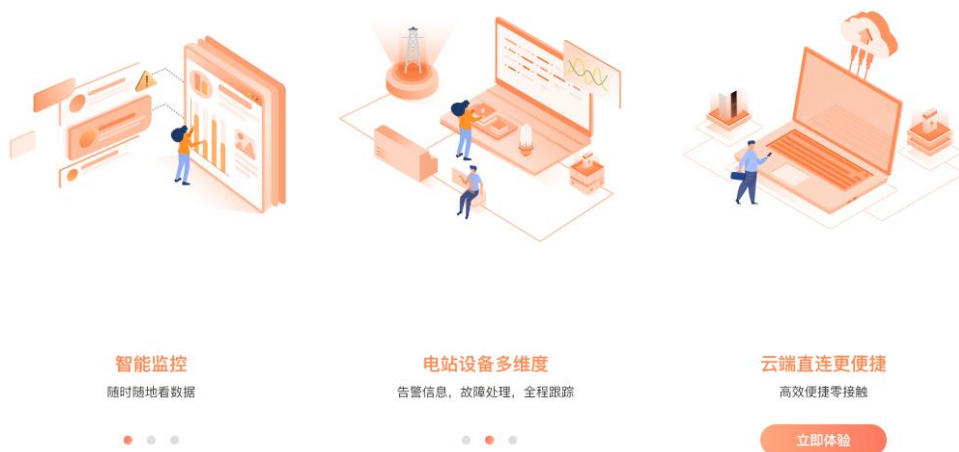 智能监控
随时随地看数据
电站设备多维度
告警信息，故障处理，全程跟踪
云端直连更便捷
高效便捷零接触
立即体验